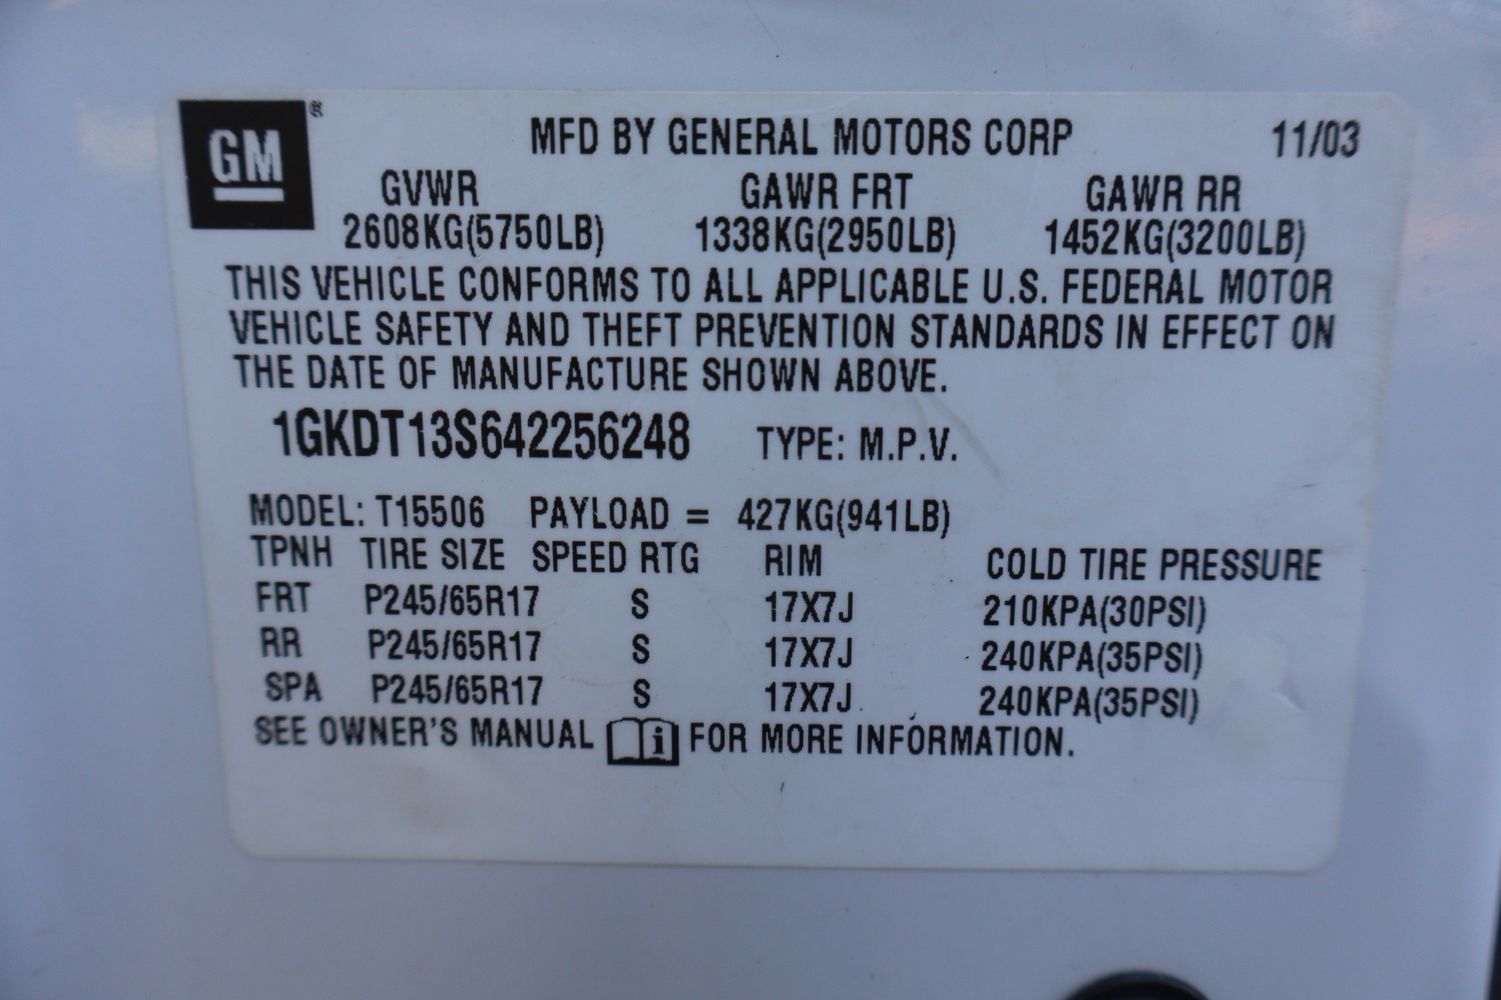 GM®
MFD BY GENERAL MOTORS CORP 11/03
GVWR GAWR FRT GAWR RR
2608KG(5750LB) 1338KG(2950LB) 1452KG(3200LB)
THIS VEHICLE CONFORMS TO ALL APPLICABLE U.S. FEDERAL MOTOR
VEHICLE SAFETY AND THEFT PREVENTION STANDARDS IN EFFECT ON
THE DATE OF MANUFACTURE SHOWN ABOVE.
1GKDT13S642256248 TYPE: M.P.V.
MODEL: T15506 PAYLOAD = 427KG(941LB)
TPNH TIRE SIZE SPEED RTG RIM COLD TIRE PRESSURE
FRT P245/65R17 S 17X7J 210KPA(30PSI)
RR P245/65R17 S 17X7J 240KPA(35PSI)
SPA P245/65R17 S 17X7J 240KPA(35PSI)
SEE OWNER'S MANUAL i FOR MORE INFORMATION.